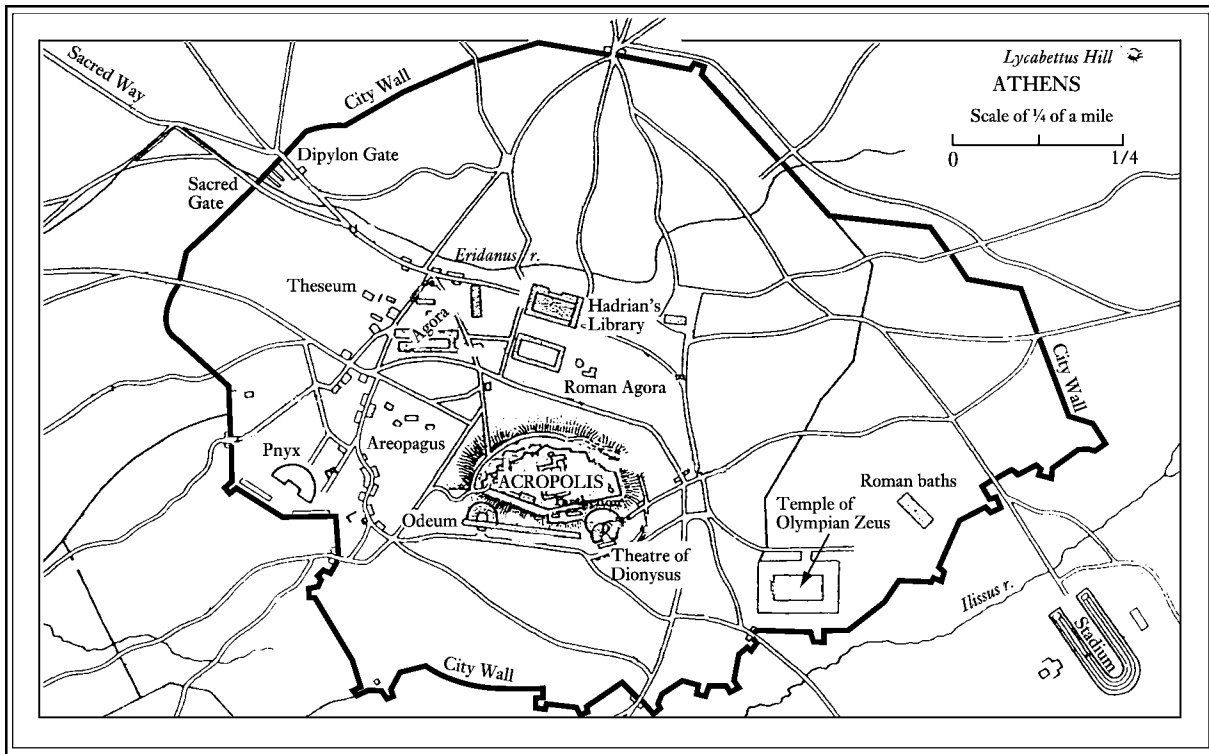 Lycabettus Hill
ATHENS
Scale of ¼ of a mile
0 1/4
Sacred Way
City Wall
Dipylon Gate
Sacred
Gate
Eridanus r.
Theseum
Agora
Hadrian's
Library
Roman Agora
City Wall
Areopagus
Pnyx
ACROPOLIS
Roman baths
Temple of
Olympian Zeus
Odeum
Theatre of
Dionysus
Ilissus r.
Stadium
City Wall